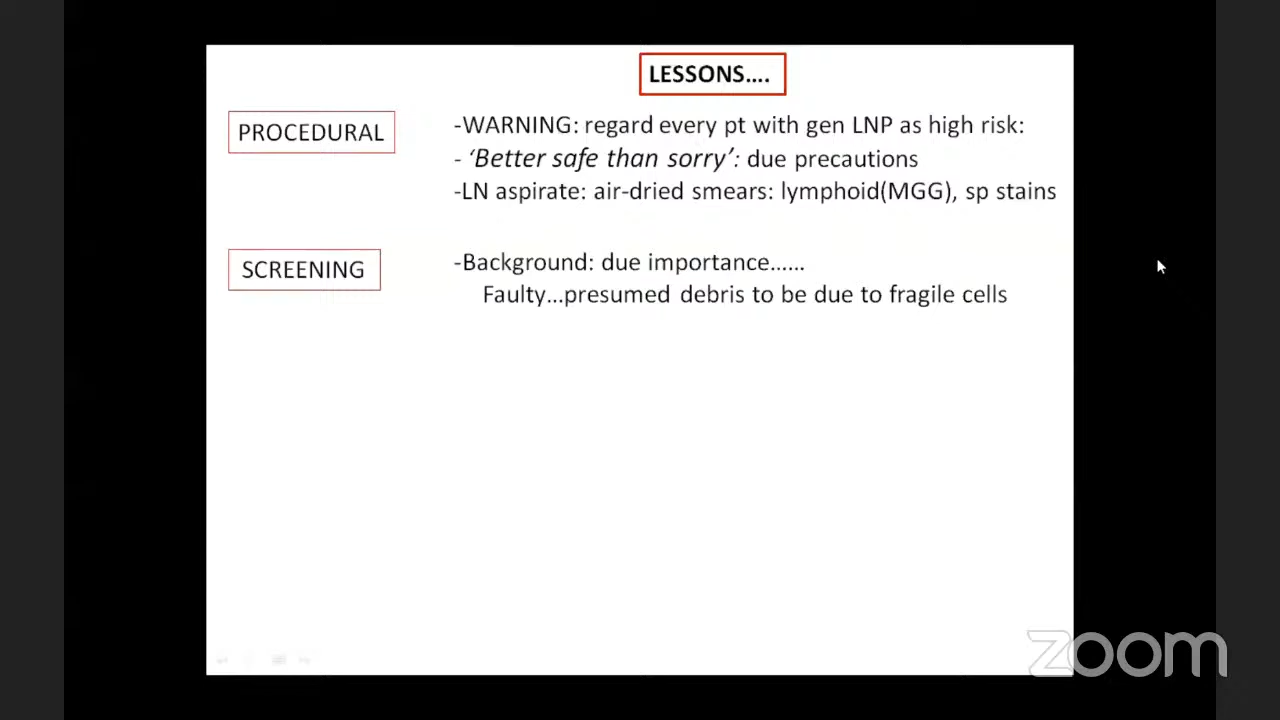 LESSONS....
PROCEDURAL
-WARNING: regard every pt with gen LNP as high risk:
- ‘Better safe than sorry’: due precautions
-LN aspirate: air-dried smears: lymphoid(MGG), sp stains
SCREENING
-Background: due importance......
Faulty...presumed debris to be due to fragile cells
zoom